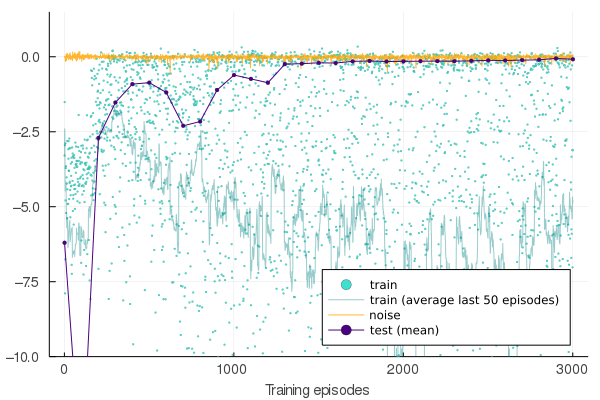 0.0
−2.5
−5.0
−7.5
−10.0
0
1000
2000
3000
Training episodes
train
train (average last 50 episodes)
noise
test (mean)